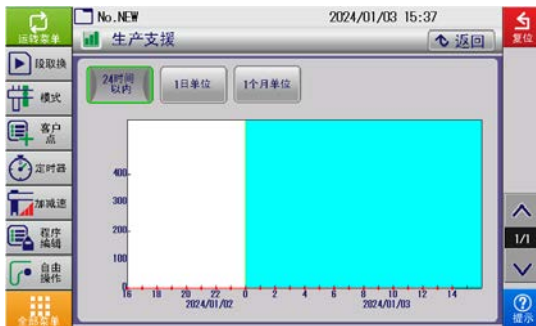 No.NEW
2024/01/03 15:37
运转菜单
复位
生产支援
返回
段取换
24时间
以内
1日单位
1个月单位
模式
客户
点
定时器
加减速
程序
编辑
自由
操作
全部菜单
400
300
200
100
0
16 18 20 22 0 2 4 6 8 10 12 14
2024/01/02
2024/01/03
1/1
提示